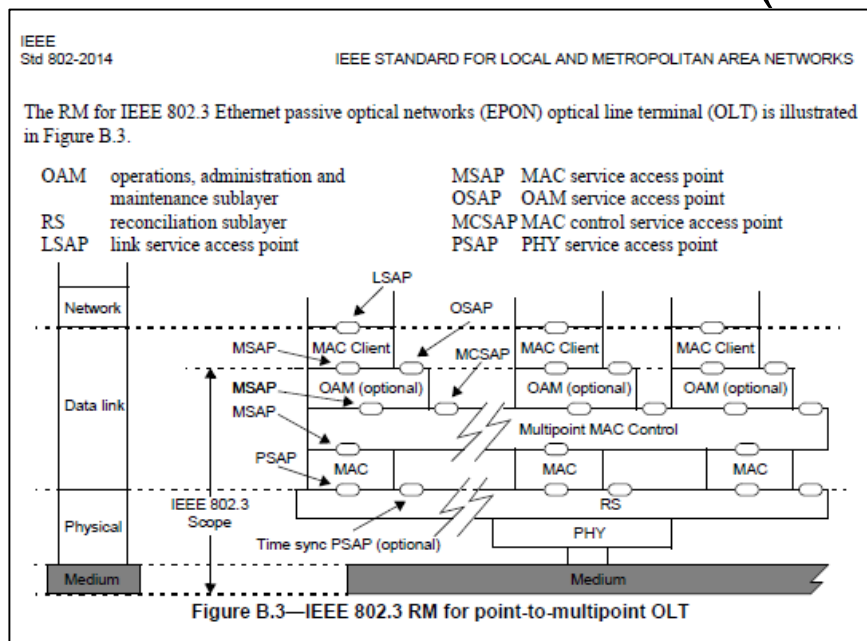 IEEE
Std 802-2014
IEEE STANDARD FOR LOCAL AND METROPOLITAN AREA NETWORKS
The RM for IEEE 802.3 Ethernet passive optical networks (EPON) optical line terminal (OLT) is illustrated
in Figure B.3.
OAM operations, administration and
maintenance sublayer
RS reconciliation sublayer
LSAP link service access point
MSAP MAC service access point
OSAP OAM service access point
MCSAP MAC control service access point
PSAP PHY service access point
LSAP
Network
OSAP
MSAP
MAC Client
MCSAP
MAC Client
MAC Client
MSAP
OAM (optional)
OAM (optional)
OAM (optional)
Data link
MSAP
Multipoint MAC Control
PSAP
MAC
MAC
MAC
IEEE 802.3
Scope
RS
Physical
Time sync PSAP (optional)
PHY
Medium
Medium
Figure B.3—IEEE 802.3 RM for point-to-multipoint OLT